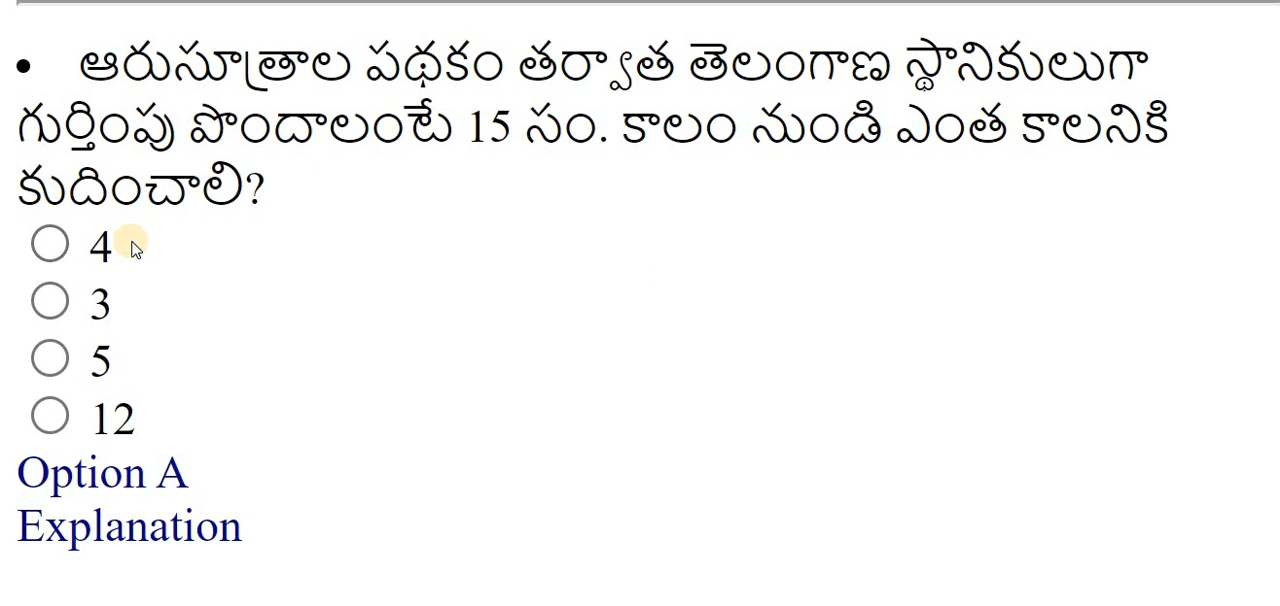 • ఆరుసూత్రాల పథకం తర్వాత తెలంగాణ స్థానికులుగా
గుర్తింపు పొందాలంటే 15 సం. కాలం నుండి ఎంత కాలనికి
కుదించాలి?
4
3
5
12
Option A
Explanation